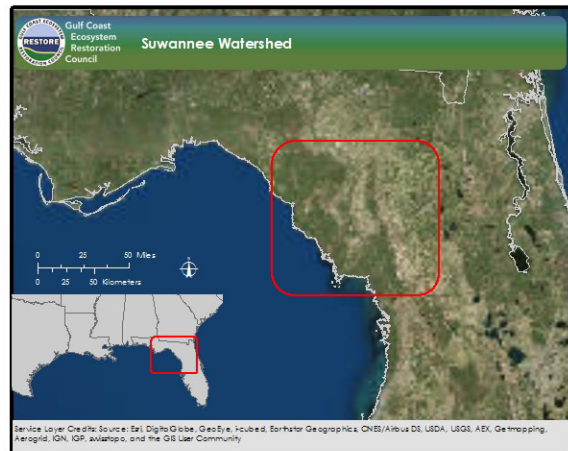 Gulf Coast
Ecosystem
Restoration
Council
RESTORE
Suwannee Watershed
0 25 50 Miles
0 25 50 Kilometers
Service Layer Credits: Source: Esri, DigitalGlobe, GeoEye, i-cubed, Earthstar Geographics, CNES/Airbus DS, USDA, USGS, AEX, Getmapping,
Aerogrid, IGN, IGP, swisstopo, and the GIS User Community